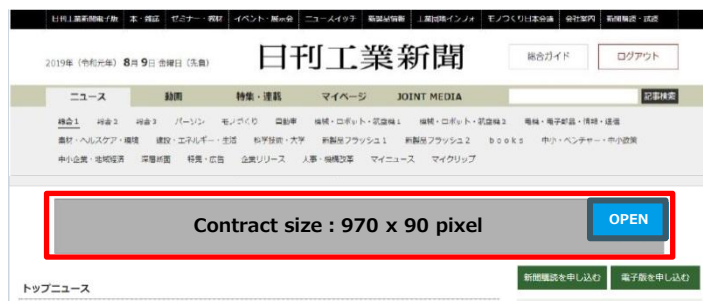 日刊工業新聞電子版 本・雑誌 セミナー・教材 イベント・展示会 ニュースイッチ 新製品情報 工業団地インフォ モノづくり日本会議 会社案内 新聞購読・試読
2019年 (令和元年) 8月 9日 金曜日 (先負)
日刊工業新聞
総合ガイド ログアウト
ニュース 動画 特集・連載 マイページ JOINT MEDIA 記事検索
総合1 総合2 総合3 パーソン モノづくり 自動車 機械・ロボット・航空機1 機械・ロボット・航空機2 電機・電子部品・情報・通信
素材・ヘルスケア・環境 建設・エネルギー・生活 科学技術・大学 新製品フラッシュ1 新製品フラッシュ2 books 中小・ベンチャー・中小政策
中小企業・地域経済 深層断面 特集・広告 企業リリース 人事・機構改革 マイニュース マイクリップ
Contract size : 970 x 90 pixel
OPEN
新聞購読を申し込む 電子版を申し込む
トップニュース